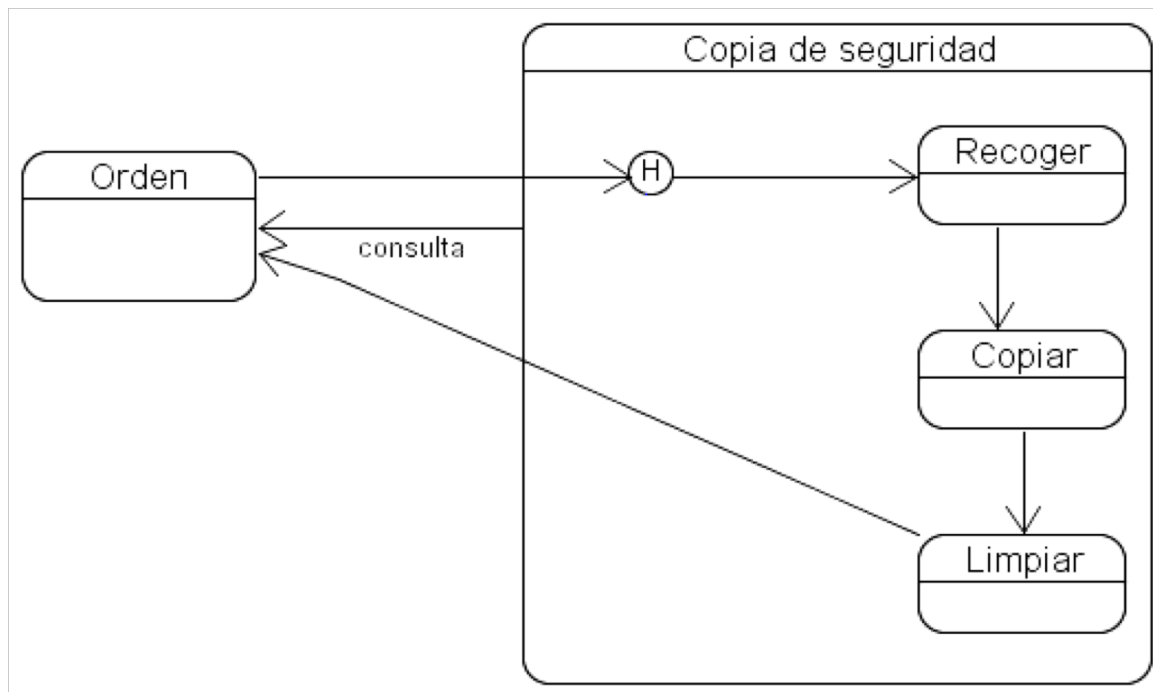 Copia de seguridad
Orden
H
Recoger
consulta
Copiar
Limpiar